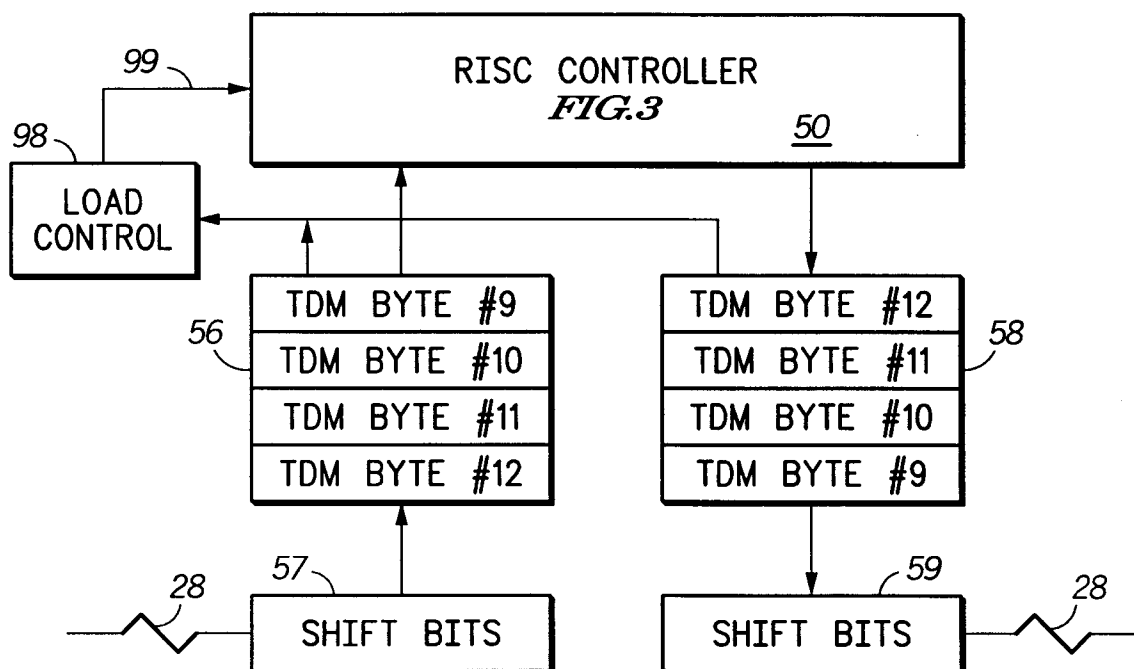 RISC CONTROLLER
FIG.3
50
99
98
LOAD
CONTROL
56
TDM BYTE #9
TDM BYTE #10
TDM BYTE #11
TDM BYTE #12
TDM BYTE #12
TDM BYTE #11
TDM BYTE #10
TDM BYTE #9
58
57
28
SHIFT BITS
59
28
SHIFT BITS